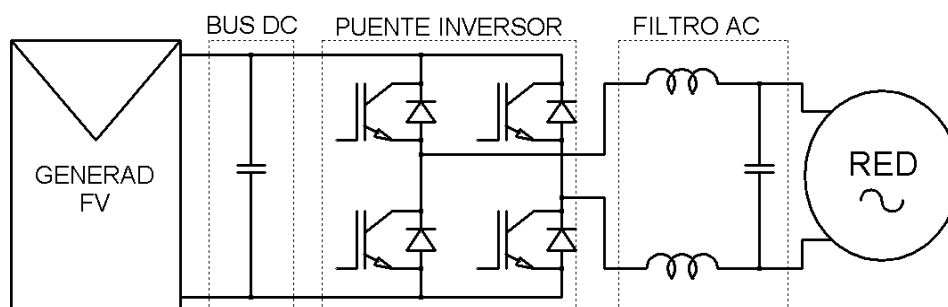 BUS DC
PUENTE INVERSOR
FILTRO AC
GENERAD
FV
RED